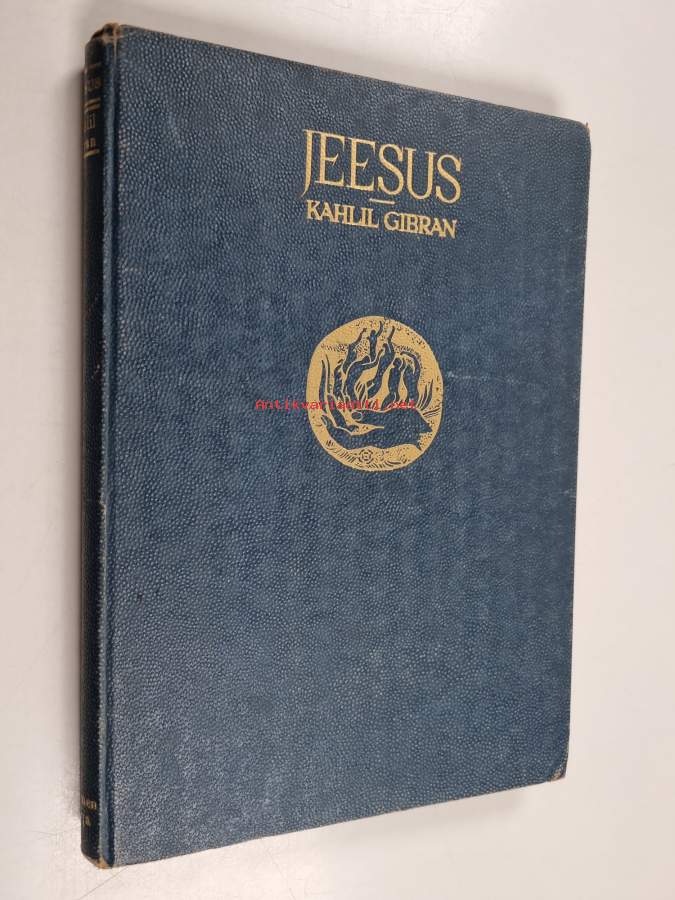 JEESUS
KAHLIL GIBRAN
Antikvariaatti.net